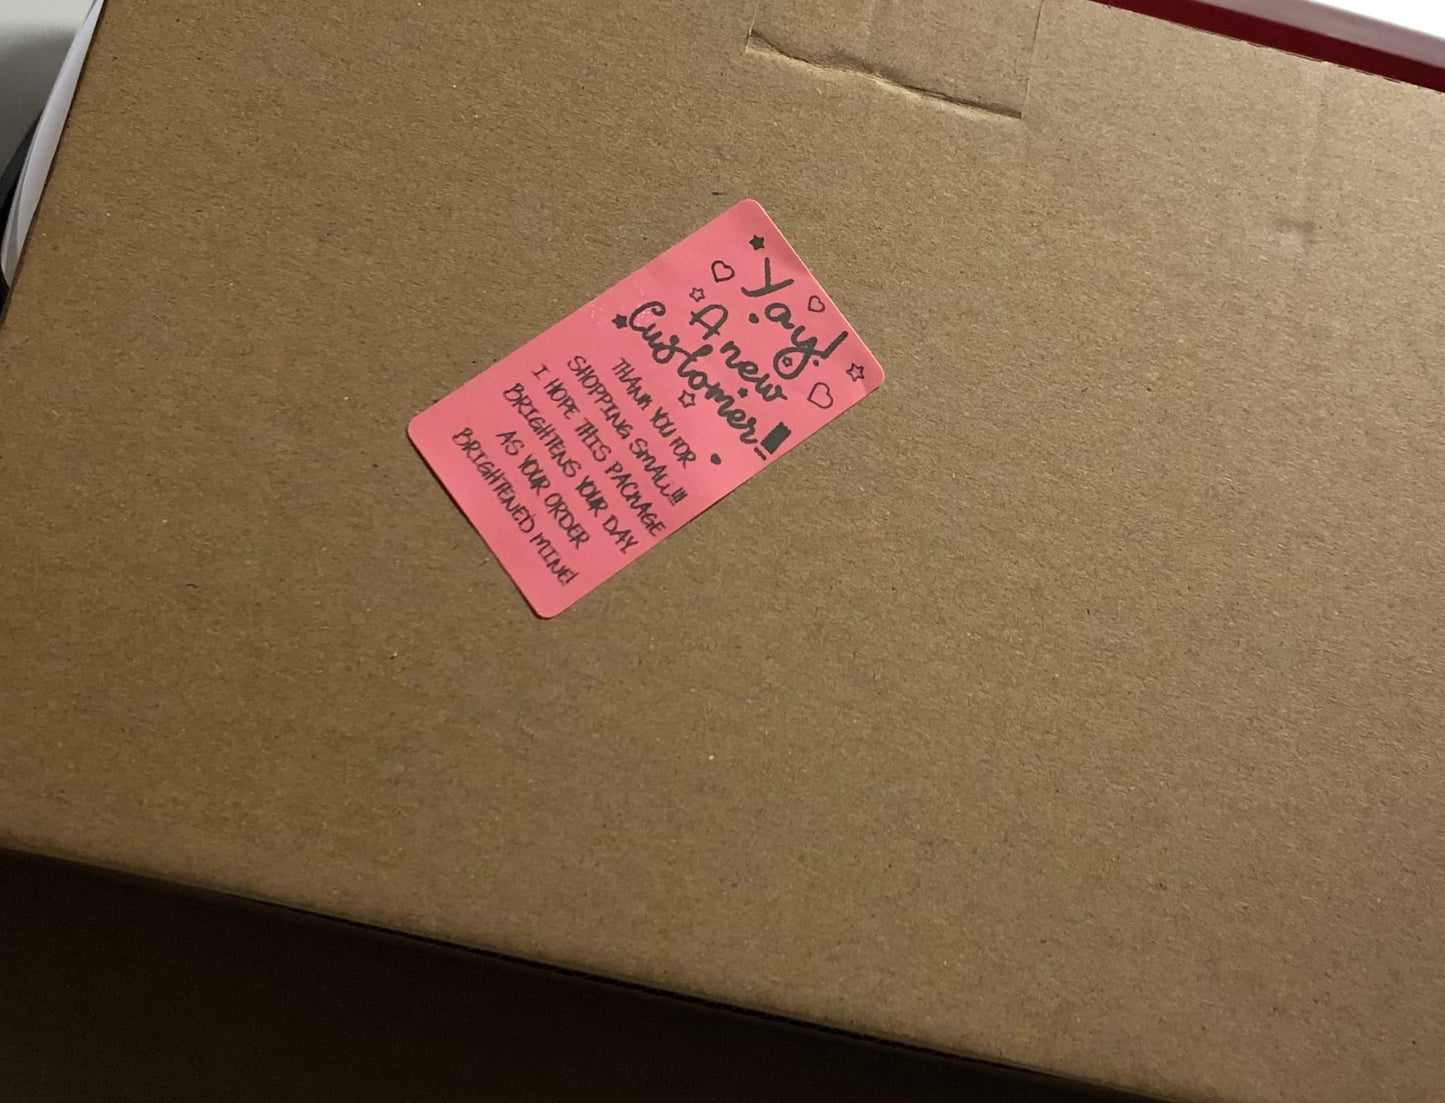 Yay!
A new
Customer!!
THANK YOU FOR
SHOPPING SMALL!!!
I HOPE THIS PACKAGE
BRIGHTENS YOUR DAY
AS YOUR ORDER
BRIGHTENED MINE!